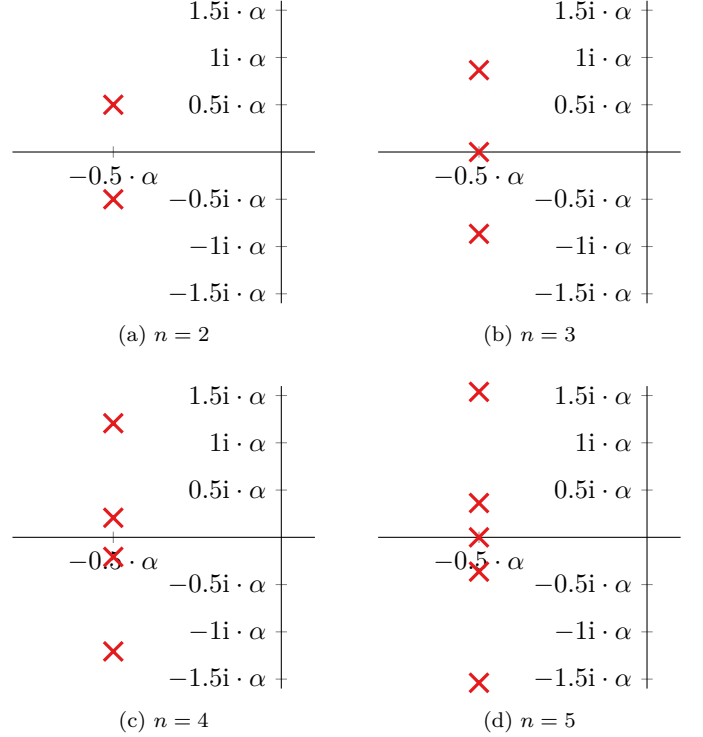 1.5i · α
1i · α
0.5i · α
−0.5 · α
−0.5i · α
−1i · α
−1.5i · α
(a) n = 2
1.5i · α
1i · α
0.5i · α
−0.5 · α
−0.5i · α
−1i · α
−1.5i · α
(b) n = 3
1.5i · α
1i · α
0.5i · α
−0.5 · α
−0.5i · α
−1i · α
−1.5i · α
(c) n = 4
1.5i · α
1i · α
0.5i · α
−0.5 · α
−0.5i · α
−1i · α
−1.5i · α
(d) n = 5